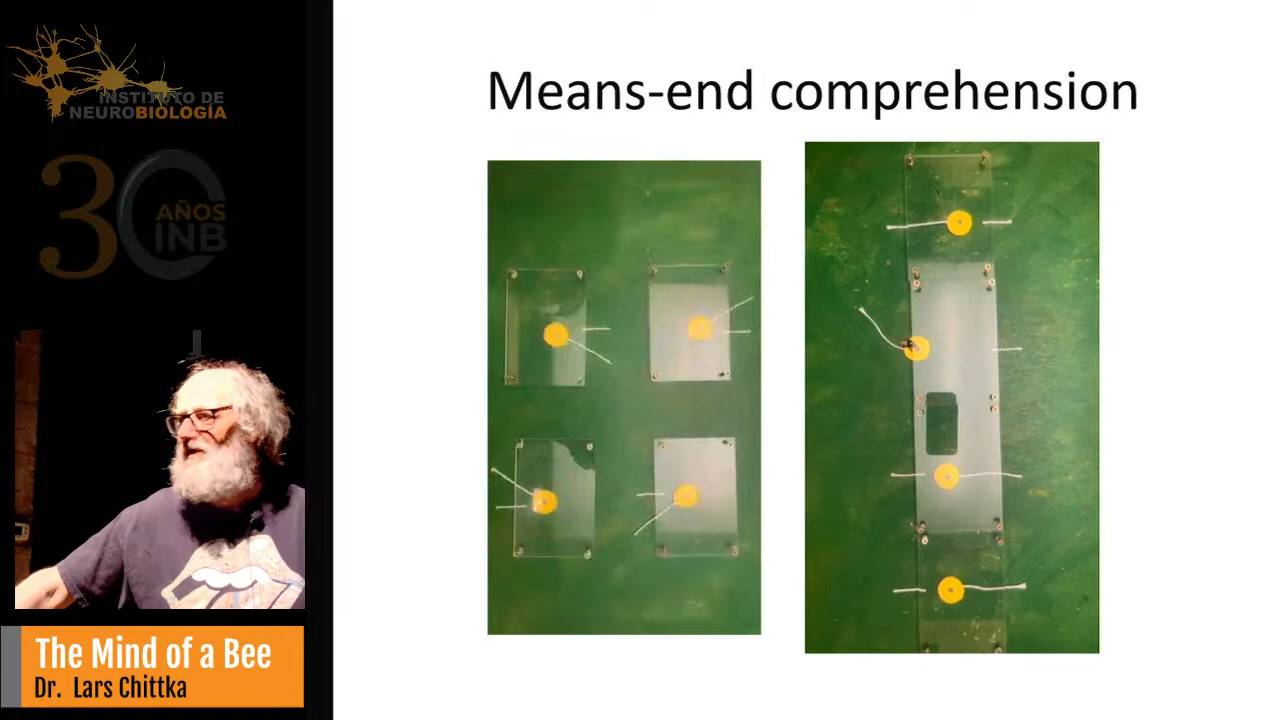 INSTITUTO DE
NEUROBIOLOGÍA
30
AÑOS
INB
Means-end comprehension
The Mind of a Bee
Dr. Lars Chittka